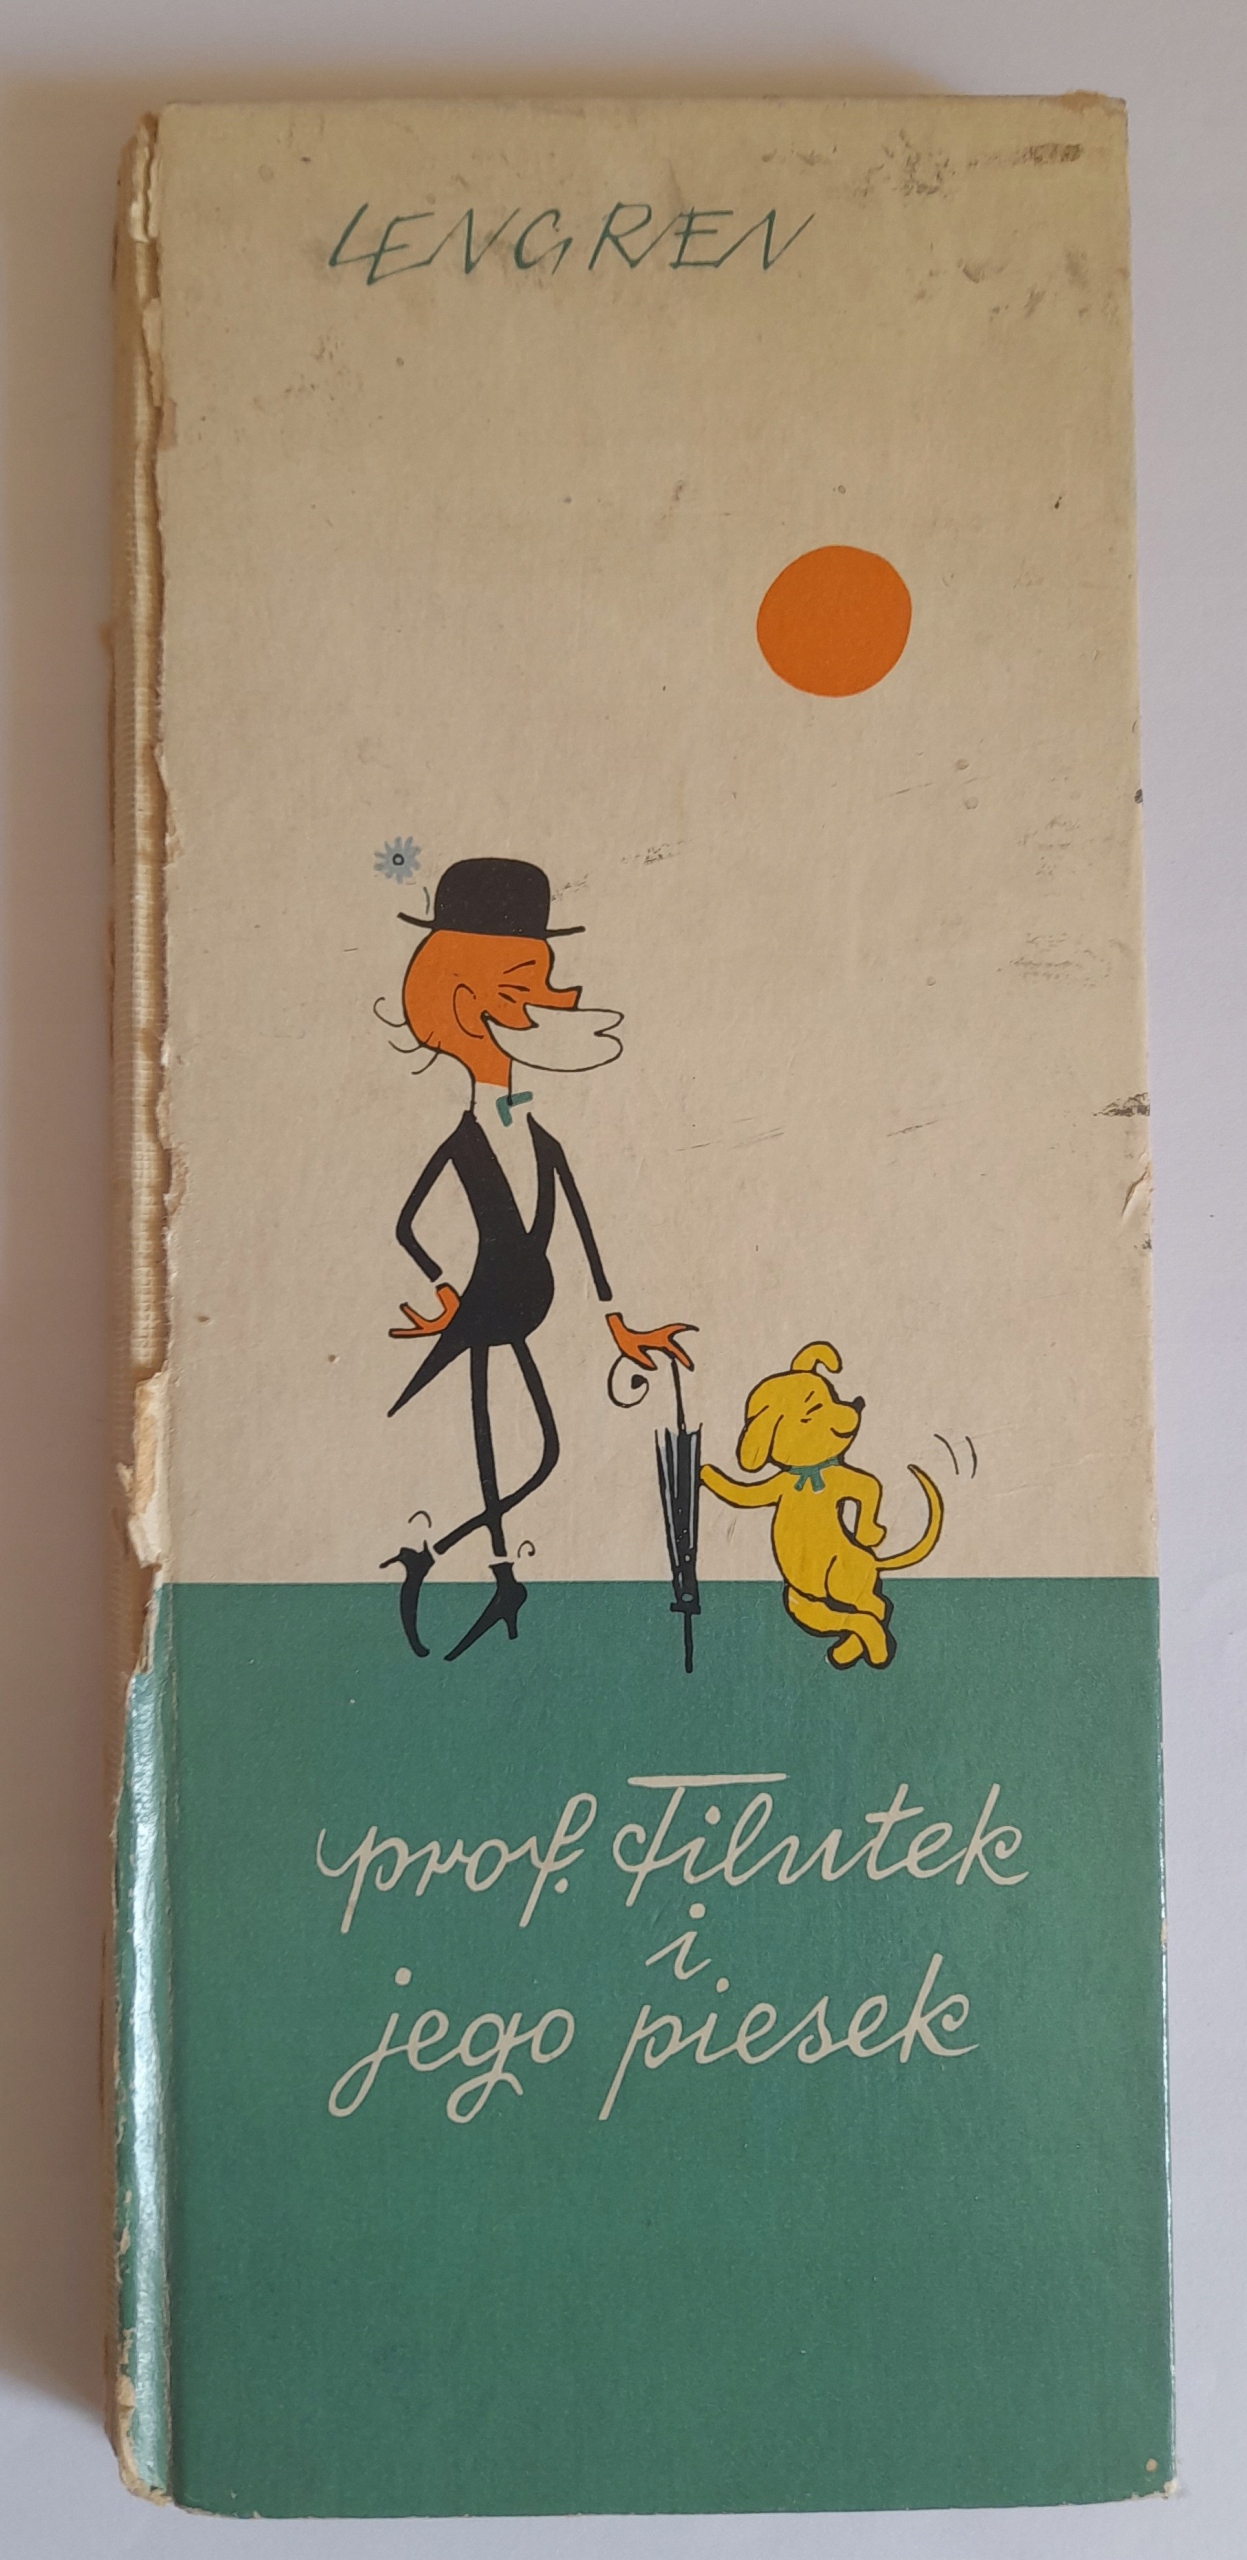 LENGREN
prof. Filutek
i
jego piesek